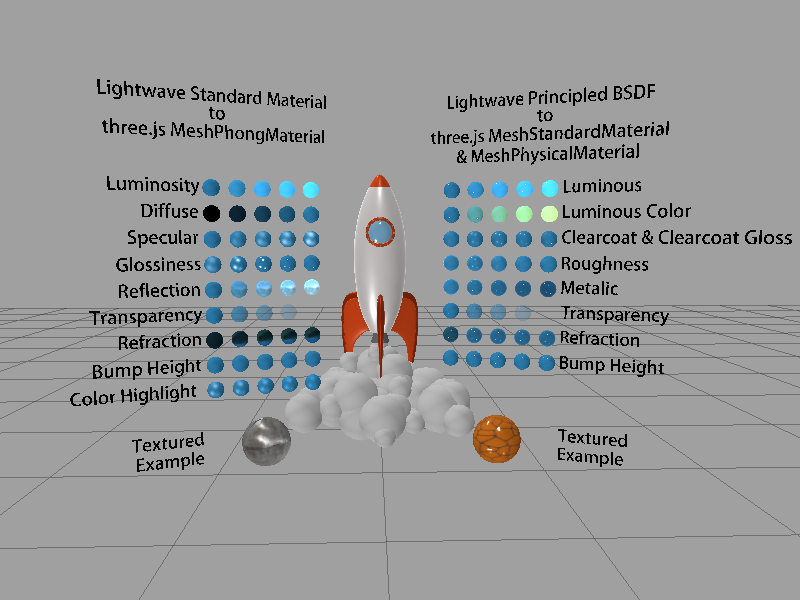 Lightwave Standard Material
to
three.js MeshPhongMaterial
Luminosity
Diffuse
Specular
Glossiness
Reflection
Transparency
Refraction
Bump Height
Color Highlight
Textured
Example
Lightwave Principled BSDF
to
three.js MeshStandardMaterial
& MeshPhysicalMaterial
Luminous
Luminous Color
Clearcoat & Clearcoat Gloss
Roughness
Metalic
Transparency
Refraction
Bump Height
Textured
Example